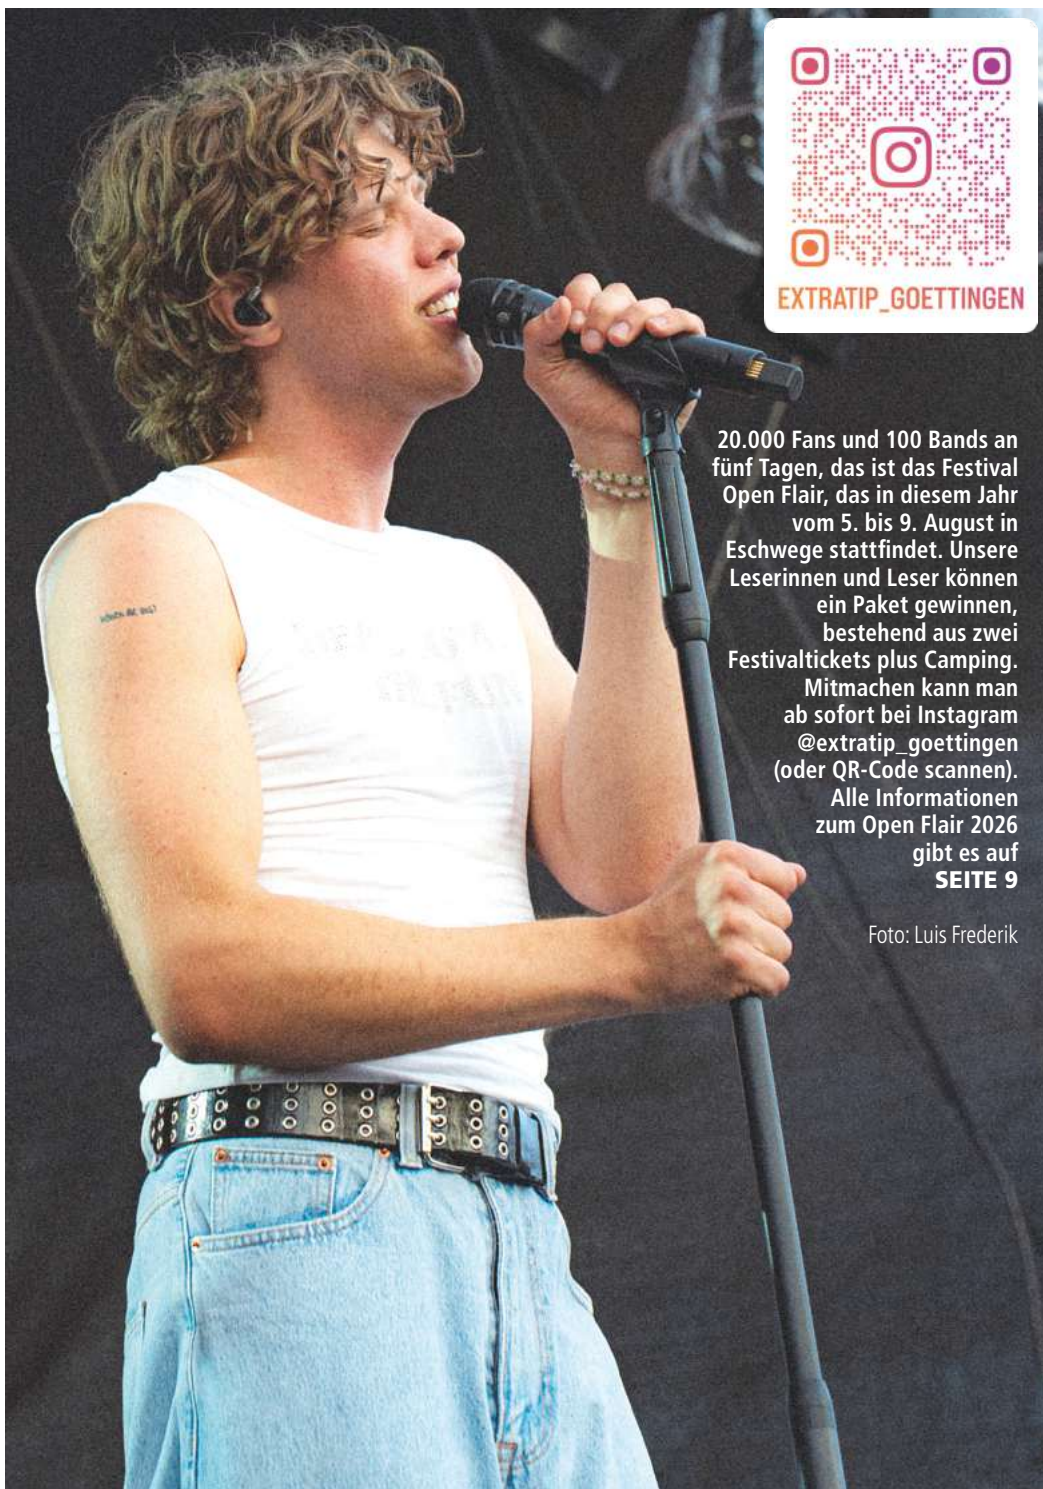 EXTRATIP_GOETTINGEN
20.000 Fans und 100 Bands an
fünf Tagen, das ist das Festival
Open Flair, das in diesem Jahr
vom 5. bis 9. August in
Eschwege stattfindet. Unsere
Leserinnen und Leser können
ein Paket gewinnen,
bestehend aus zwei
Festivaltickets plus Camping.
Mitmachen kann man
ab sofort bei Instagram
@extratip_goettingen
(oder QR-Code scannen).
Alle Informationen
zum Open Flair 2026
gibt es auf
SEITE 9
Foto: Luis Frederik